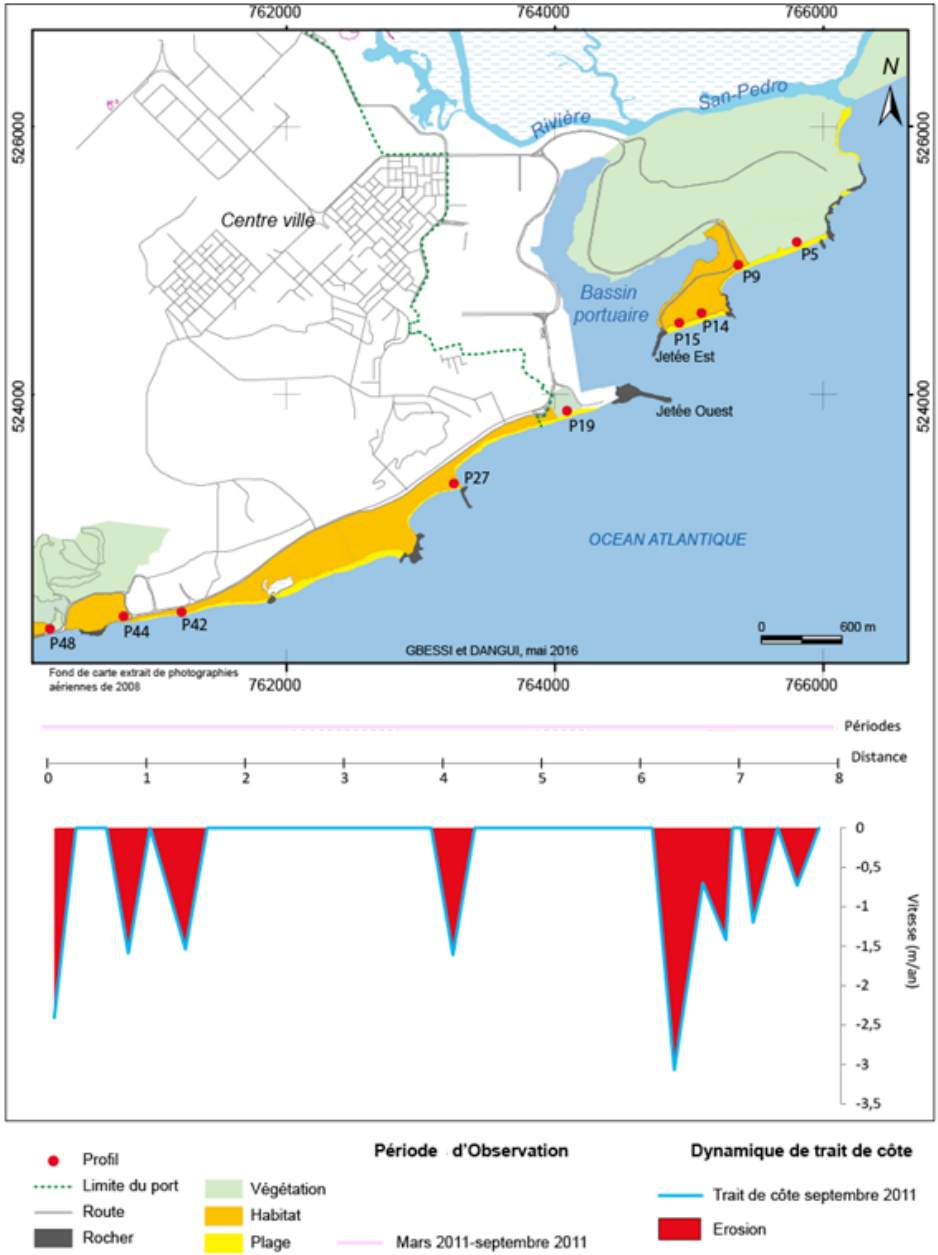 762000
764000
766000
N
526000
526000
Rivière
San-Pedro
Centre ville
Bassin
portuaire
P5
P9
P14
P15
Jetée Est
524000
524000
Jetée Ouest
P19
P27
OCEAN ATLANTIQUE
P42
P44
P48
600 m
0
GBESSI et DANGUI, mai 2016
Fond de carte extrait de photographies
aériennes de 2008
762000
764000
766000
Périodes
Distance
0 1 2 3 4 5 6 7 8
0
-0,5
-1
-1,5
-2
-2,5
-3
-3,5
Vitesse (m/an)
Profil
Limite du port
Route
Rocher
Végétation
Habitat
Plage
Période d'Observation
Mars 2011-septembre 2011
Dynamique de trait de côte
Trait de côte septembre 2011
Erosion